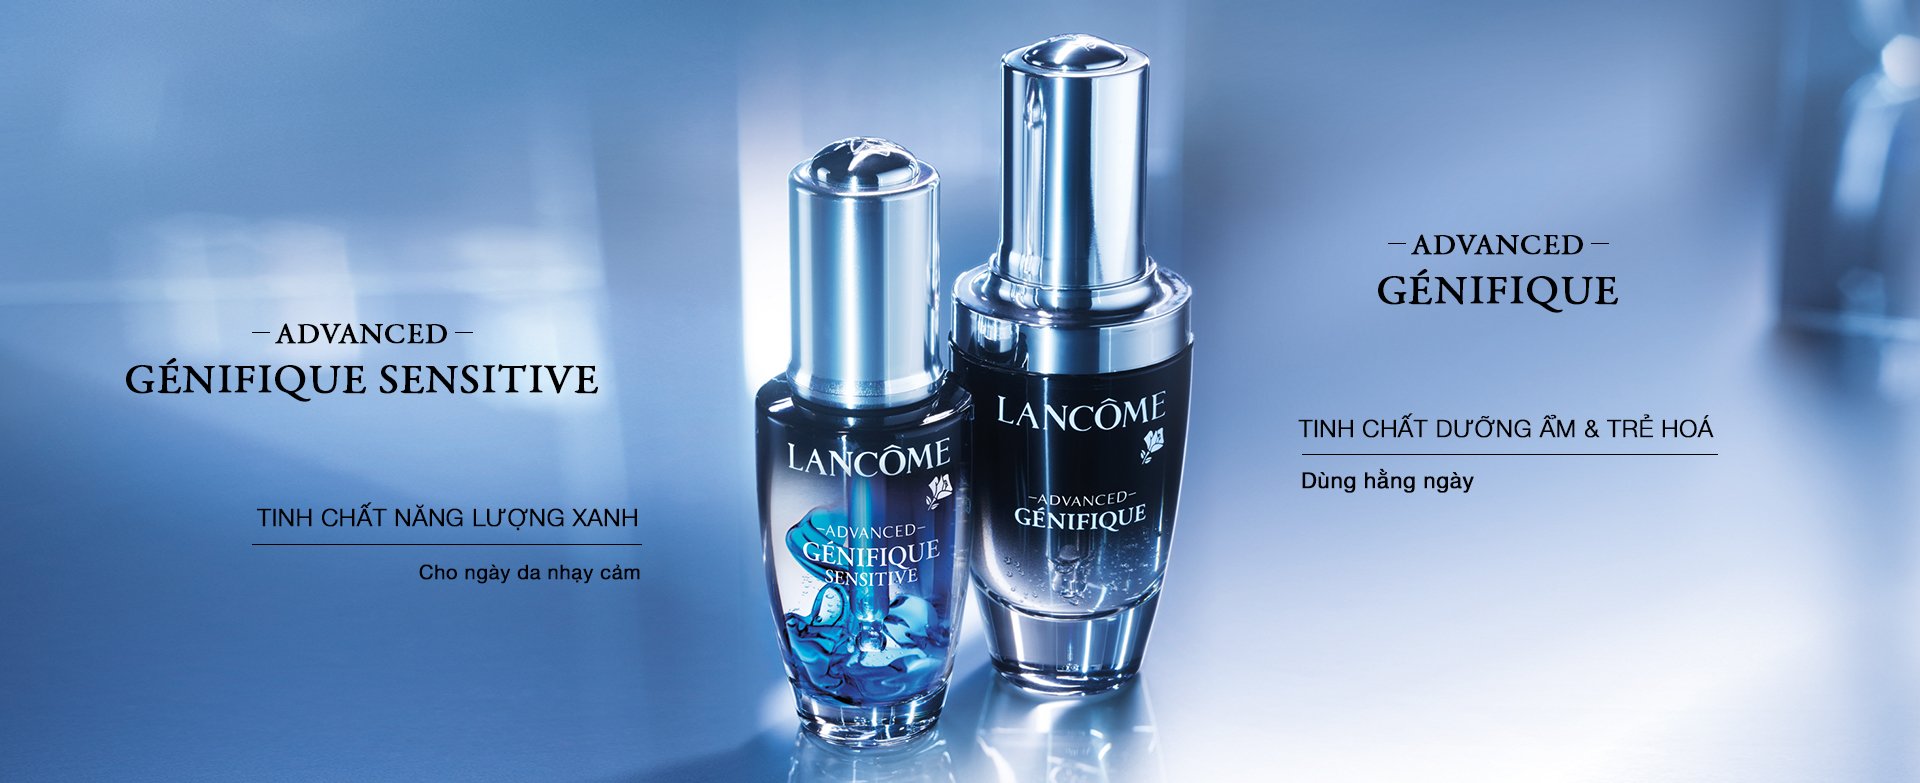 – ADVANCED –
GÉNIFIQUE SENSITIVE
TINH CHẤT NĂNG LƯỢNG XANH
Cho ngày da nhạy cảm
LANCÔME
–ADVANCED–
GÉNIFIQUE
SENSITIVE
LANCÔME
–ADVANCED–
GÉNIFIQUE
– ADVANCED –
GÉNIFIQUE
TINH CHẤT DƯỠNG ẨM & TRẺ HOÁ
Dùng hằng ngày